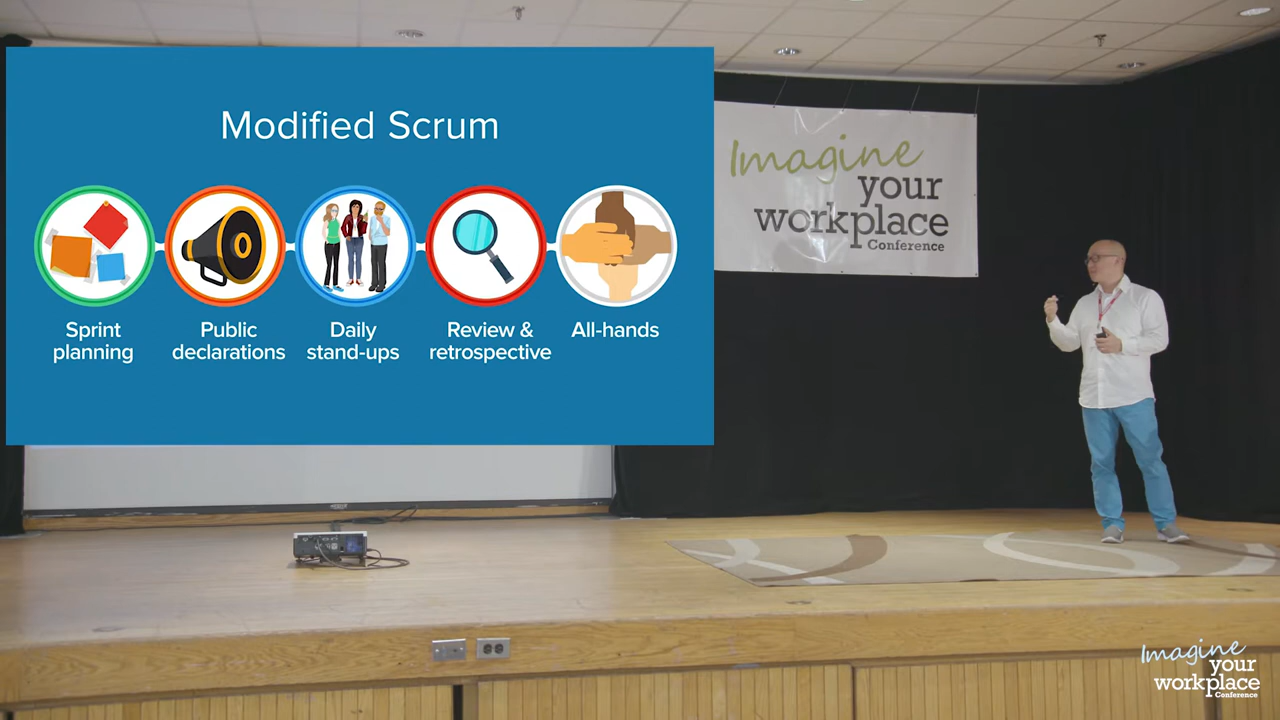 Modified Scrum
Sprint
planning
Public
declarations
Daily
stand-ups
Review &
retrospective
All-hands
Imagine
your
workplace
Conference
Imagine
your
workplace
Conference